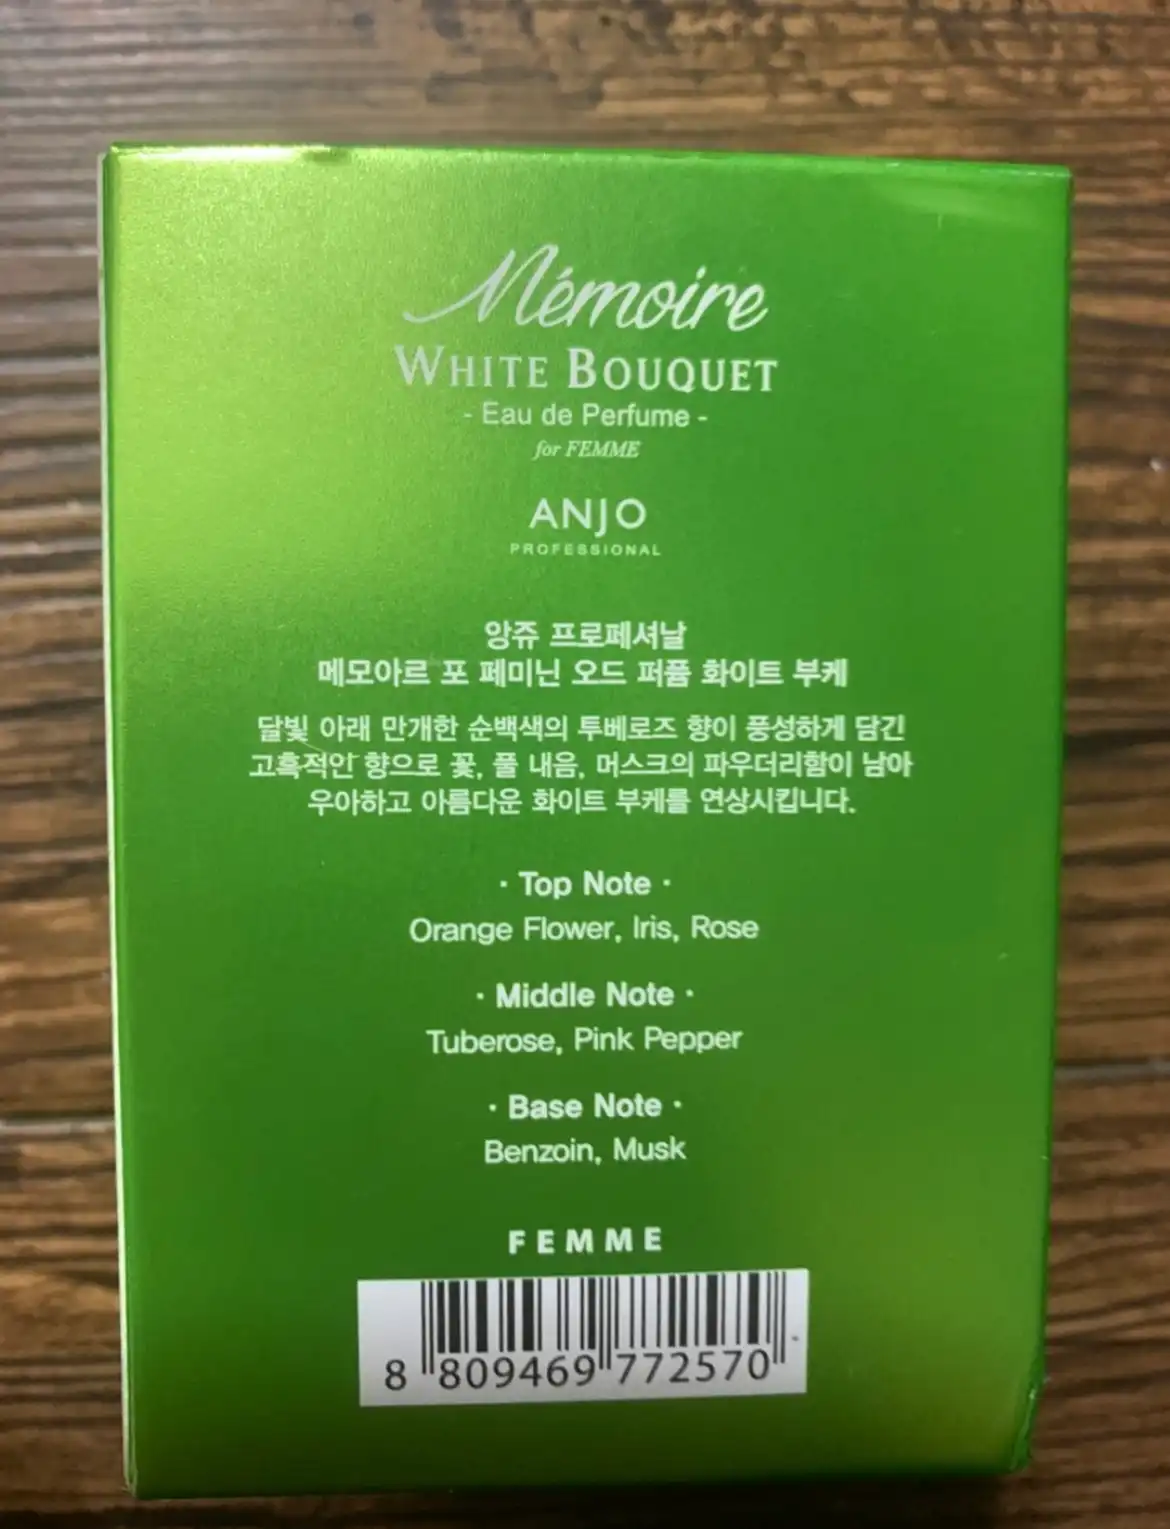 Mémoire
WHITE BOUQUET
- Eau de Perfume -
for FEMME
ANJO
PROFESSIONAL
앙쥬 프로페셔날
메모아르 포 페미닌 오드 퍼퓸 화이트 부케
달빛 아래 만개한 순백색의 투베로즈 향이 풍성하게 담긴
고혹적인 향으로 꽃, 풀 내음, 머스크의 파우더리함이 남아
우아하고 아름다운 화이트 부케를 연상시킵니다.
· Top Note ·
Orange Flower, Iris, Rose
· Middle Note ·
Tuberose, Pink Pepper
· Base Note ·
Benzoin, Musk
FEMME
8 809469 772570